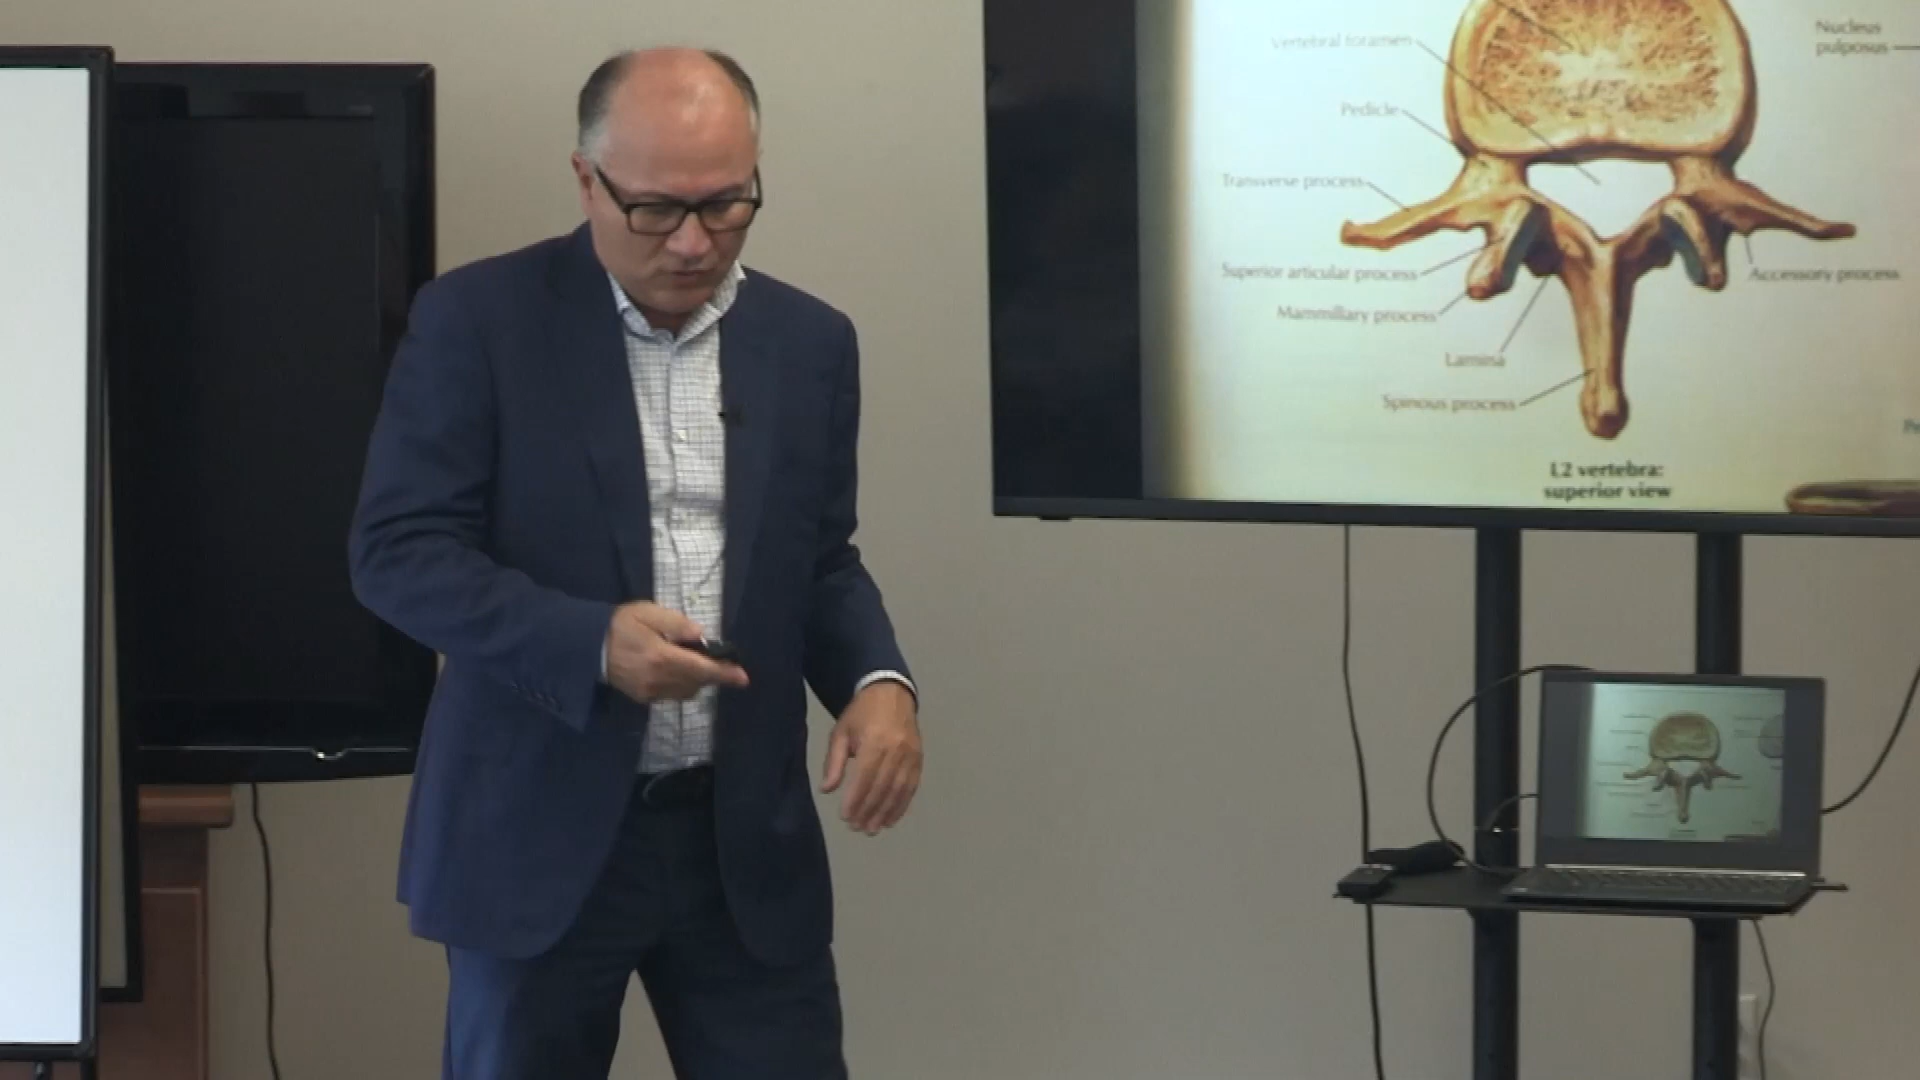 Vertebral foramen
Nucleus
pulposus
Pedicle
Transverse process
Superior articular process
Accessory process
Mammillary process
Lamina
Spinous process
L2 vertebra:
superior view